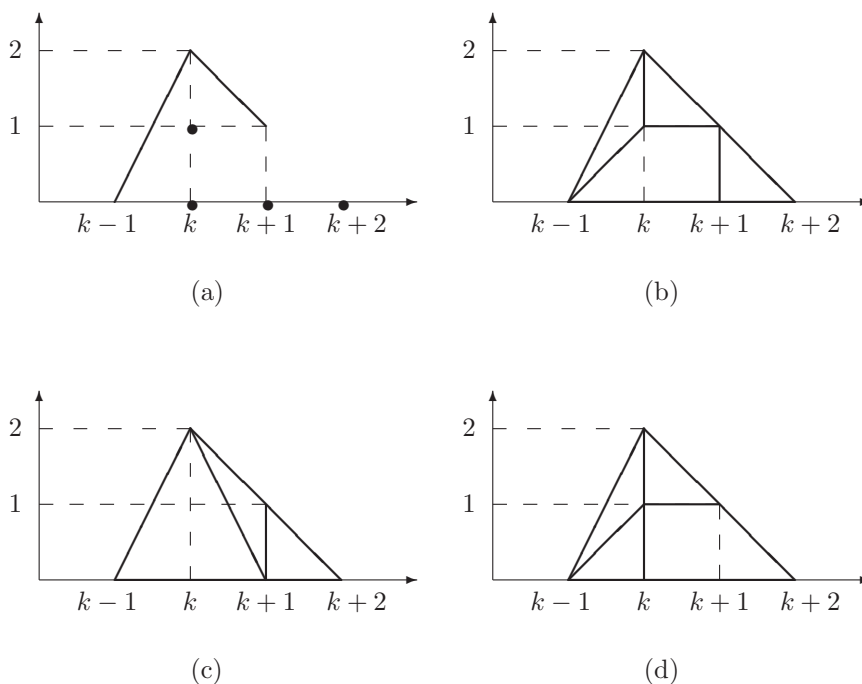 2
1
k − 1 k k + 1 k + 2
(a)
2
1
k − 1 k k + 1 k + 2
(b)
2
1
k − 1 k k + 1 k + 2
(c)
2
1
k − 1 k k + 1 k + 2
(d)